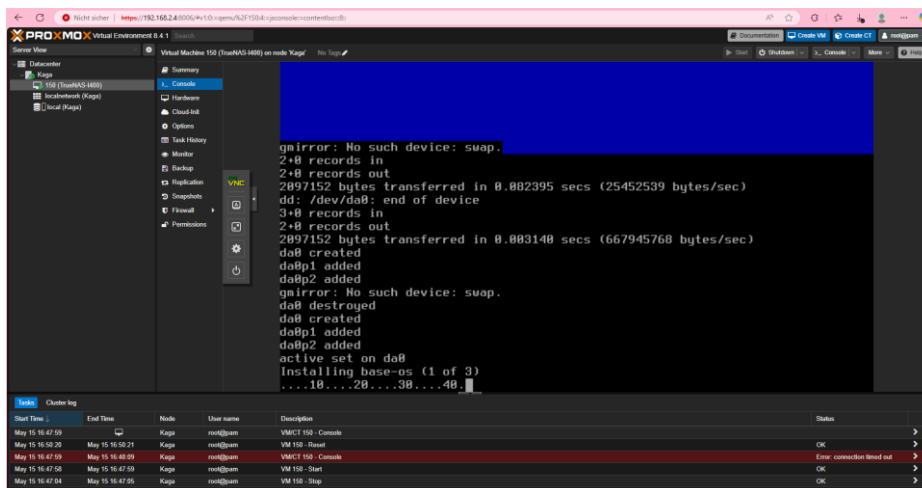 Nicht sicher
https://192.168.2.4:8006/#v1:0:=qemu%2F150:4:=jsconsole:=contentIso:::8::
PROXMOX Virtual Environment 8.4.1 Search
Documentation Create VM Create CT root@pam
Server View
Virtual Machine 150 (TrueNAS-I400) on node 'Kaga' No Tags
Start Shutdown Console More Help
Datacenter
Kaga
150 (TrueNAS-I400)
localnetwork (Kaga)
local (Kaga)
Summary
Console
Hardware
Cloud-Init
Options
Task History
Monitor
Backup
Replication
Snapshots
Firewall
Permissions
VNC
A
gmirror: No such device: swap.
2+0 records in
2+0 records out
2097152 bytes transferred in 0.082395 secs (25452539 bytes/sec)
dd: /dev/da0: end of device
3+0 records in
2+0 records out
2097152 bytes transferred in 0.003140 secs (667945768 bytes/sec)
da0 created
da0p1 added
da0p2 added
gmirror: No such device: swap.
da0 destroyed
da0 created
da0p1 added
da0p2 added
active set on da0
Installing base-os (1 of 3)
....10....20....30....40.
Tasks Cluster log
Start Time End Time Node User name Description Status
May 15 16:47:59 Kaga root@pam VM/CT 150 - Console
May 15 16:50:20 May 15 16:50:21 Kaga root@pam VM 150 - Reset OK
May 15 16:47:59 May 15 16:48:09 Kaga root@pam VM/CT 150 - Console Error: connection timed out
May 15 16:47:58 May 15 16:47:59 Kaga root@pam VM 150 - Start OK
May 15 16:47:04 May 15 16:47:05 Kaga root@pam VM 150 - Stop OK